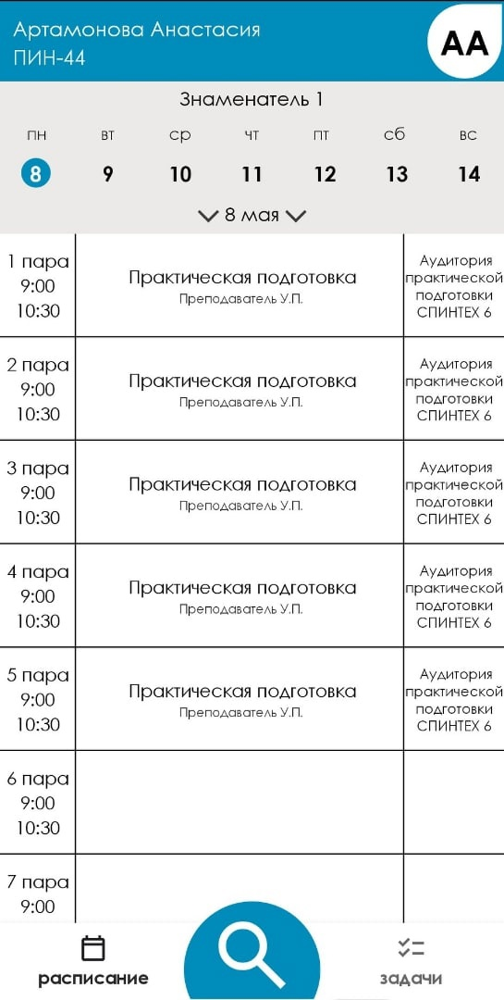 Артамонова Анастасия
ПИН-44
АА
Знаменатель 1
пн вт ср чт пт сб вс
8 9 10 11 12 13 14
8 мая
1 пара
9:00
10:30
Практическая подготовка
Преподаватель У.П.
Аудитория
практической
подготовки
СПИНТЕХ 6
2 пара
9:00
10:30
Практическая подготовка
Преподаватель У.П.
Аудитория
практической
подготовки
СПИНТЕХ 6
3 пара
9:00
10:30
Практическая подготовка
Преподаватель У.П.
Аудитория
практической
подготовки
СПИНТЕХ 6
4 пара
9:00
10:30
Практическая подготовка
Преподаватель У.П.
Аудитория
практической
подготовки
СПИНТЕХ 6
5 пара
9:00
10:30
Практическая подготовка
Преподаватель У.П.
Аудитория
практической
подготовки
СПИНТЕХ 6
6 пара
9:00
10:30
7 пара
9:00
расписание
задачи